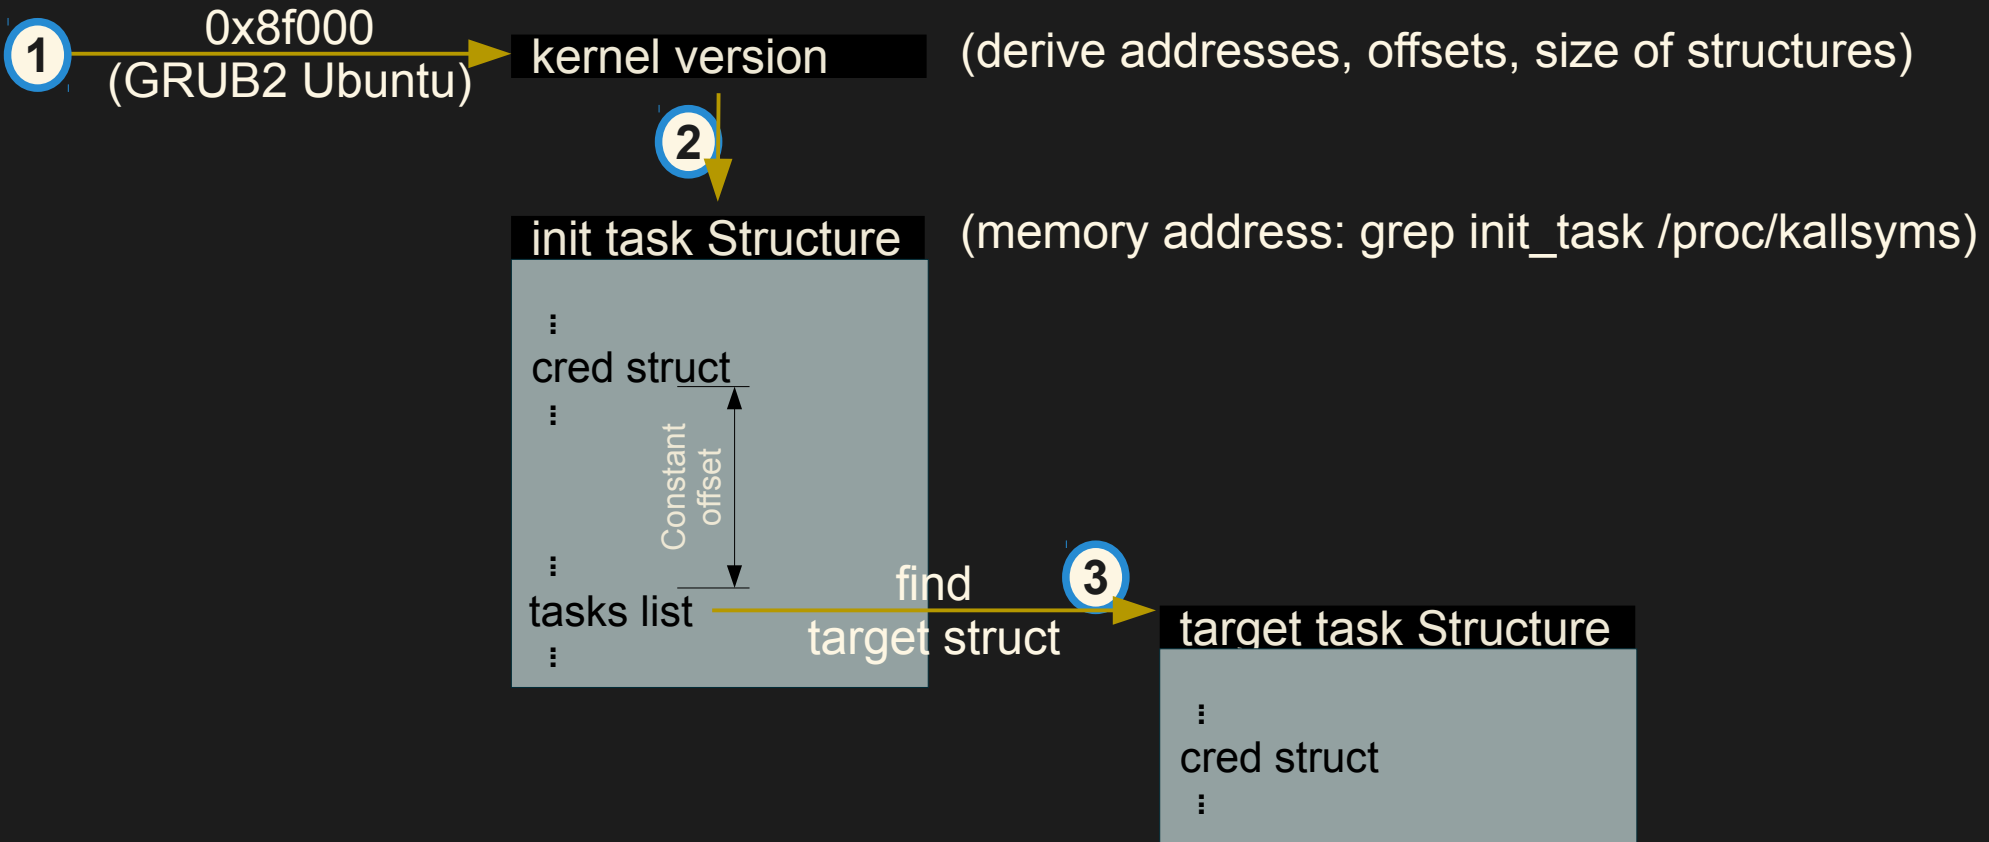 1
0x8f000
(GRUB2 Ubuntu)
kernel version
(derive addresses, offsets, size of structures)
2
init task Structure
(memory address: grep init_task /proc/kallsyms)
⋮
cred struct
⋮
Constant
offset
⋮
tasks list
⋮
find
target struct
3
target task Structure
⋮
cred struct
⋮